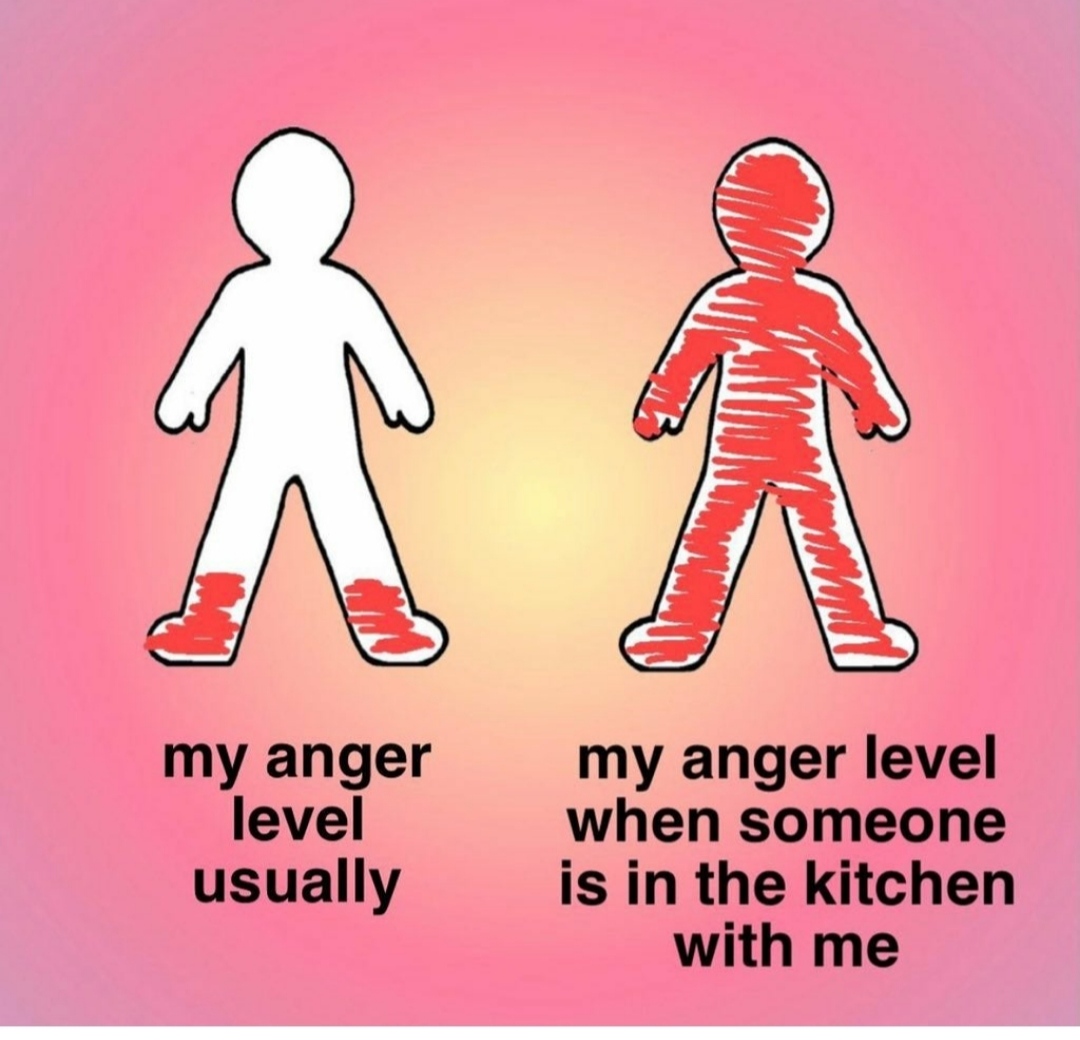 my anger
level
usually
my anger level
when someone
is in the kitchen
with me